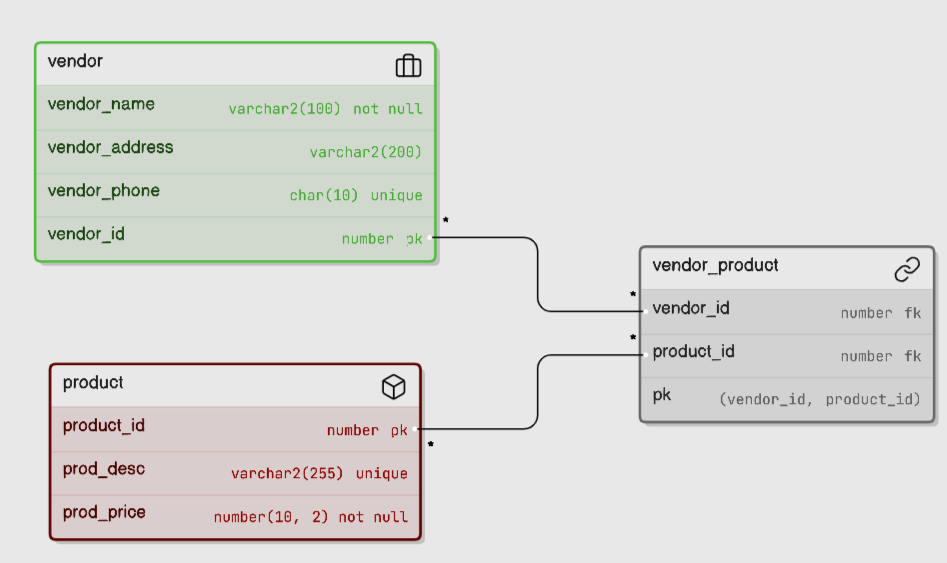 vendor
vendor_name varchar2(100) not null
vendor_address varchar2(200)
vendor_phone char(10) unique
vendor_id number pk
*
*
vendor_product
vendor_id number fk
*
product_id number fk
pk (vendor_id, product_id)
product
product_id number pk
*
prod_desc varchar2(255) unique
prod_price number(10, 2) not null